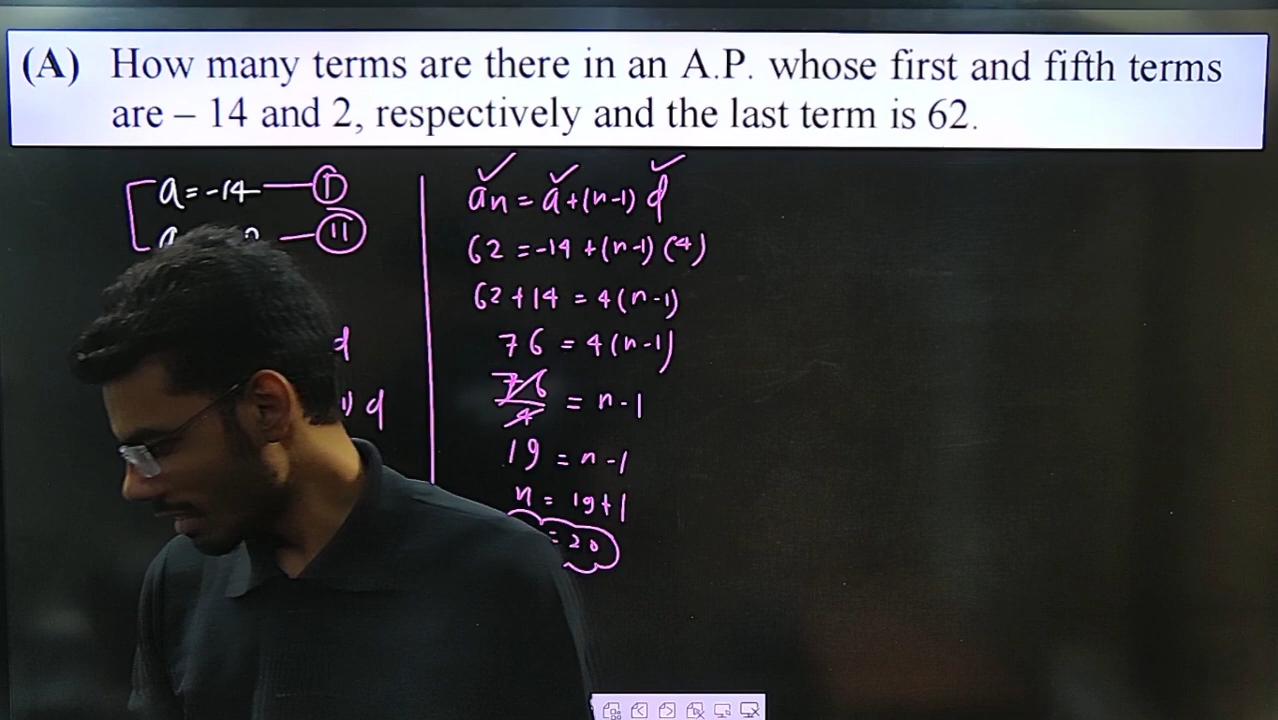 (A) How many terms are there in an A.P. whose first and fifth terms
are – 14 and 2, respectively and the last term is 62.
a = -14 — I
— II
d
1) d
an = a + (n-1) d
62 = -14 + (n-1) (4)
62 + 14 = 4(n-1)
76 = 4(n-1)
76/4 = n-1
19 = n-1
n = 19+1
= 20